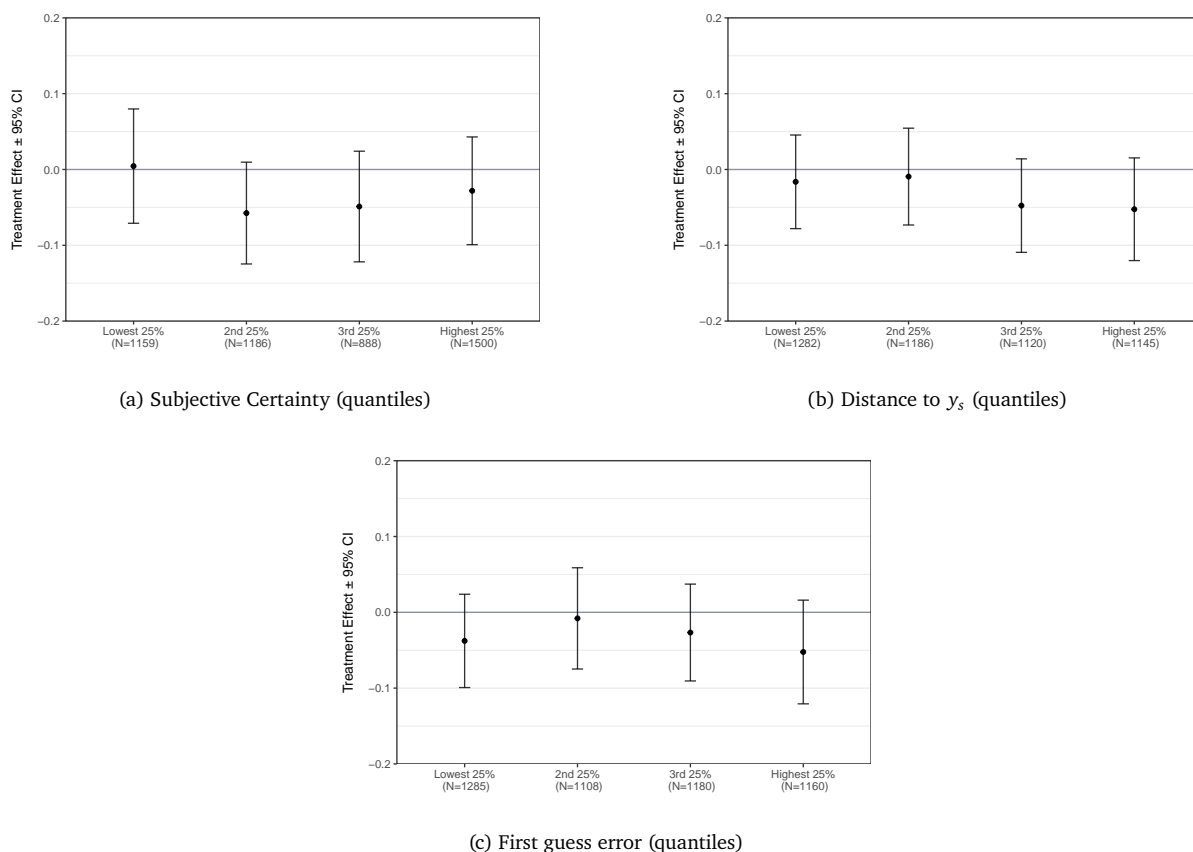 0.2
0.1
0.0
−0.1
−0.2
Treatment Effect ± 95% CI
Lowest 25%
(N=1159)
2nd 25%
(N=1186)
3rd 25%
(N=888)
Highest 25%
(N=1500)
(a) Subjective Certainty (quantiles)
0.2
0.1
0.0
−0.1
−0.2
Treatment Effect ± 95% CI
Lowest 25%
(N=1282)
2nd 25%
(N=1186)
3rd 25%
(N=1120)
Highest 25%
(N=1145)
(b) Distance to yₛ (quantiles)
0.2
0.1
0.0
−0.1
−0.2
Treatment Effect ± 95% CI
Lowest 25%
(N=1285)
2nd 25%
(N=1108)
3rd 25%
(N=1180)
Highest 25%
(N=1160)
(c) First guess error (quantiles)